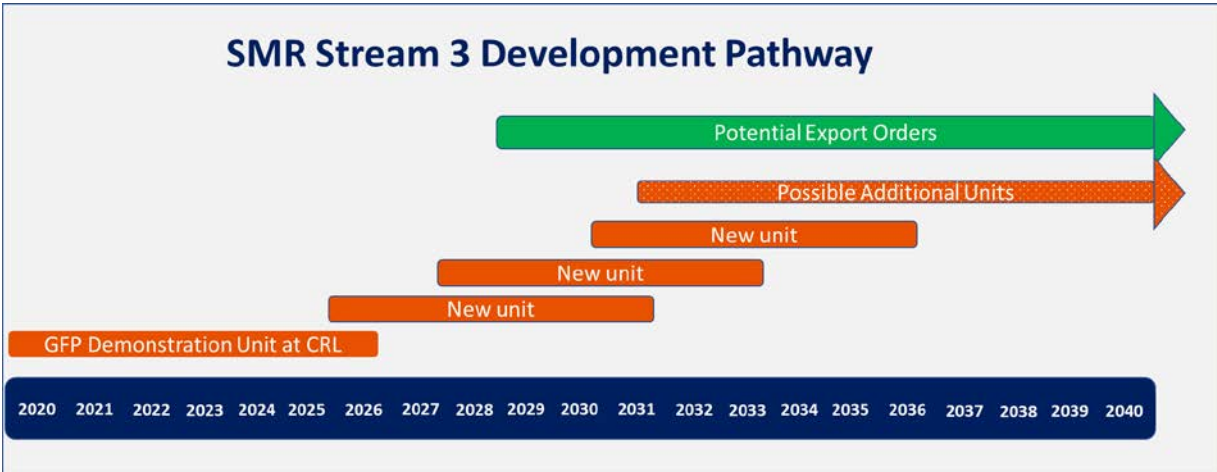 SMR Stream 3 Development Pathway
Potential Export Orders
Possible Additional Units
New unit
New unit
New unit
GFP Demonstration Unit at CRL
2020 2021 2022 2023 2024 2025 2026 2027 2028 2029 2030 2031 2032 2033 2034 2035 2036 2037 2038 2039 2040